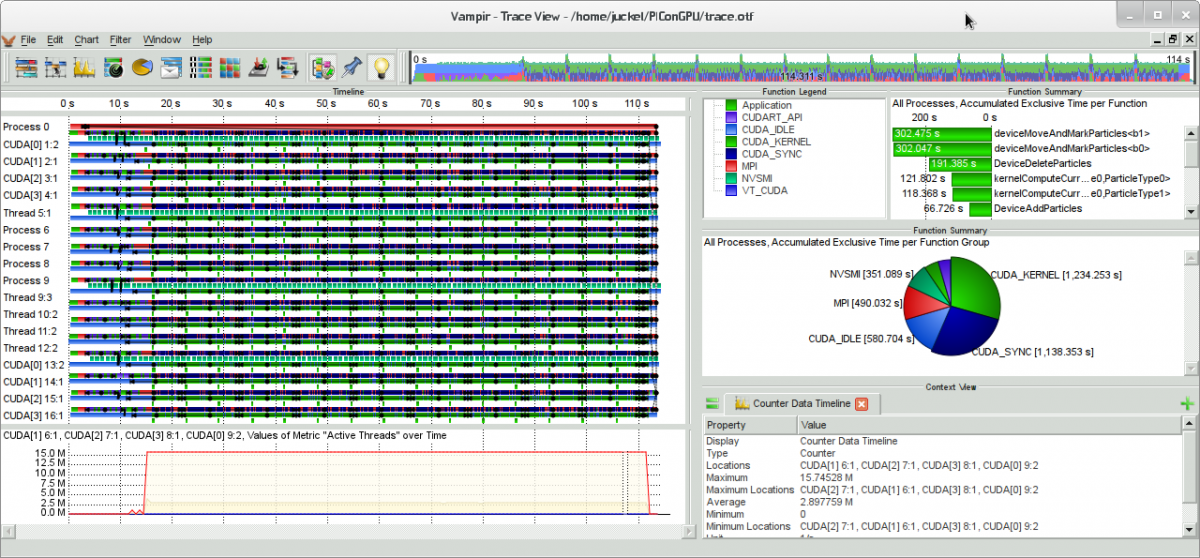 Vampir - Trace View - /home/juckel/PIConGPU/trace.otf
File Edit Chart Filter Window Help
0 s 114.311 s 114 s
Timeline
0 s 10 s 20 s 30 s 40 s 50 s 60 s 70 s 80 s 90 s 100 s 110 s
Process 0
CUDA[0] 1:2
CUDA[1] 2:1
CUDA[2] 3:1
CUDA[3] 4:1
Thread 5:1
Process 6
Process 7
Process 8
Process 9
Thread 9:3
Thread 10:2
Thread 11:2
Thread 12:2
CUDA[0] 13:2
CUDA[1] 14:1
CUDA[2] 15:1
CUDA[3] 16:1
CUDA[1] 6:1, CUDA[2] 7:1, CUDA[3] 8:1, CUDA[0] 9:2, Values of Metric "Active Threads" over Time
15.0 M
12.5 M
10.0 M
7.5 M
5.0 M
2.5 M
0.0 M
Function Legend
Application
CUDART_API
CUDA_IDLE
CUDA_KERNEL
CUDA_SYNC
MPI
NVSMI
VT_CUDA
Function Summary
All Processes, Accumulated Exclusive Time per Function
200 s 0 s
302.475 s deviceMoveAndMarkParticles<b1>
302.047 s deviceMoveAndMarkParticles<b0>
191.385 s DeviceDeleteParticles
121.802 s kernelComputeCurr...e0,ParticleType0>
118.368 s kernelComputeCurr...e0,ParticleType1>
66.726 s DeviceAddParticles
Function Summary
All Processes, Accumulated Exclusive Time per Function Group
NVSMI [351.089 s]
CUDA_KERNEL [1,234.253 s]
MPI [490.032 s]
CUDA_IDLE [580.704 s]
CUDA_SYNC [1,138.353 s]
Context View
Counter Data Timeline
Property Value
Display Counter Data Timeline
Type Counter
Locations CUDA[1] 6:1, CUDA[2] 7:1, CUDA[3] 8:1, CUDA[0] 9:2
Maximum 15.74528 M
Maximum Locations CUDA[2] 7:1, CUDA[1] 6:1, CUDA[3] 8:1, CUDA[0] 9:2
Average 2.897759 M
Minimum 0
Minimum Locations CUDA[2] 7:1, CUDA[1] 6:1, CUDA[3] 8:1, CUDA[0] 9:2